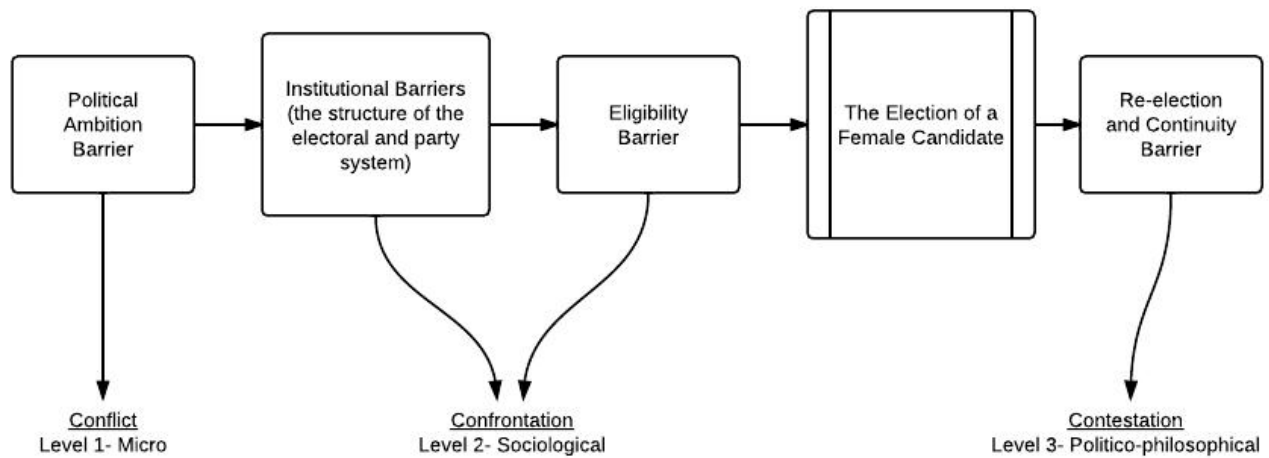 Political
Ambition
Barrier
Institutional Barriers
(the structure of the
electoral and party
system)
Eligibility
Barrier
The Election of a
Female Candidate
Re-election
and Continuity
Barrier
Conflict
Level 1- Micro
Confrontation
Level 2- Sociological
Contestation
Level 3- Politico-philosophical